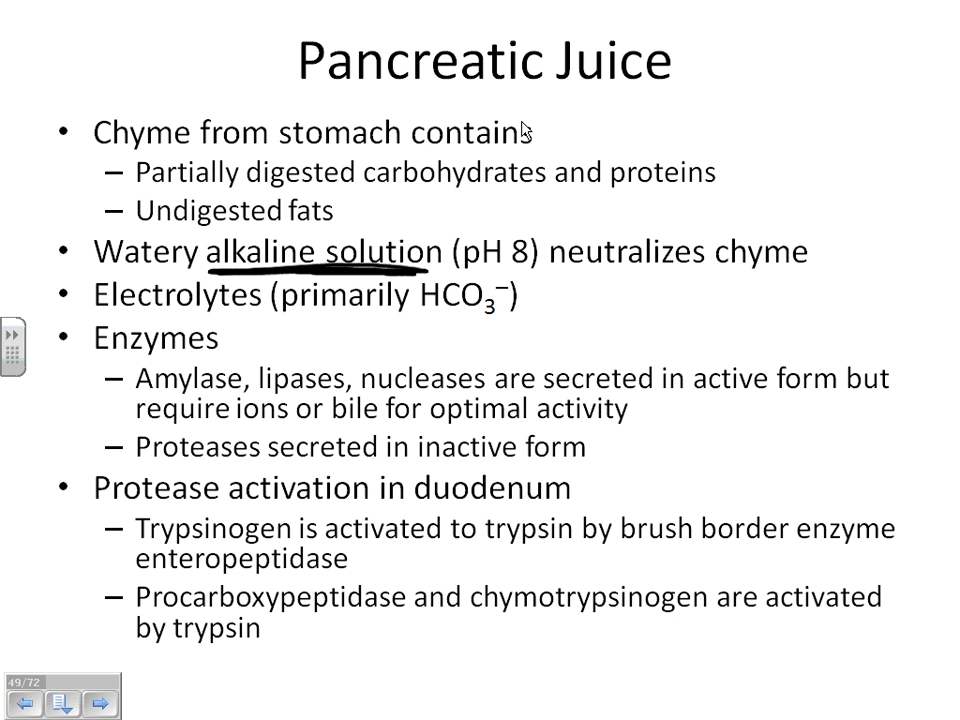 Pancreatic Juice
• Chyme from stomach contains
– Partially digested carbohydrates and proteins
– Undigested fats
• Watery alkaline solution (pH 8) neutralizes chyme
• Electrolytes (primarily HCO₃⁻)
• Enzymes
– Amylase, lipases, nucleases are secreted in active form but
require ions or bile for optimal activity
– Proteases secreted in inactive form
• Protease activation in duodenum
– Trypsinogen is activated to trypsin by brush border enzyme
enteropeptidase
– Procarboxypeptidase and chymotrypsinogen are activated
by trypsin
49/72